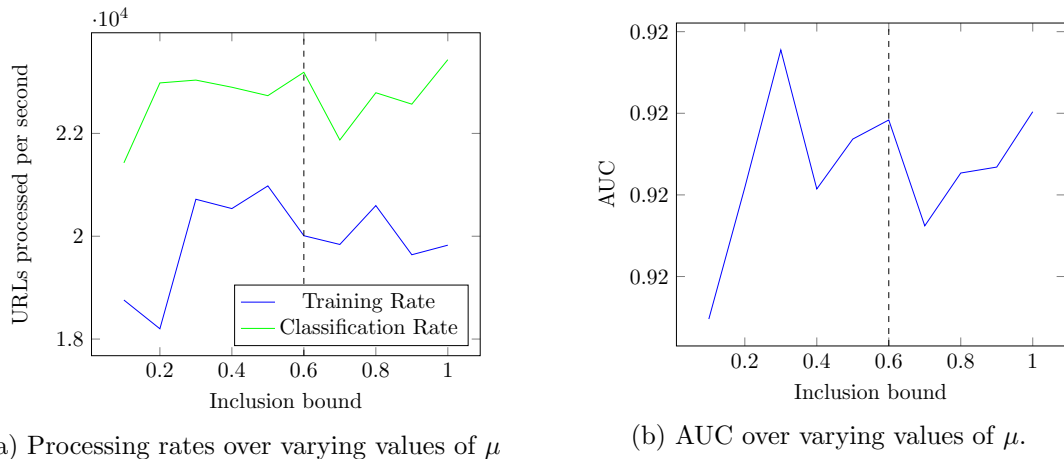 ·10⁴
URLs processed per second
2.2
2
1.8
Training Rate
Classification Rate
0.2 0.4 0.6 0.8 1
Inclusion bound
a) Processing rates over varying values of μ
AUC
0.92
0.92
0.92
0.92
0.2 0.4 0.6 0.8 1
Inclusion bound
(b) AUC over varying values of μ.